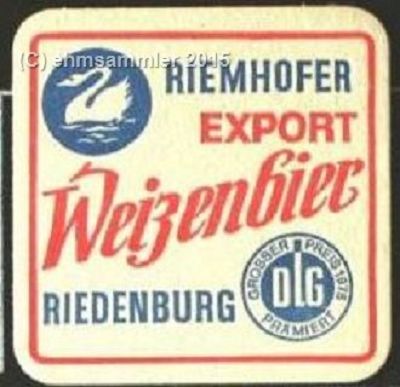 (C) ehmsammler 2015
RIEMHOFER
EXPORT
Weizenbier
RIEDENBURG
GROSSER PREIS 1978
DLG
PRÄMIERT